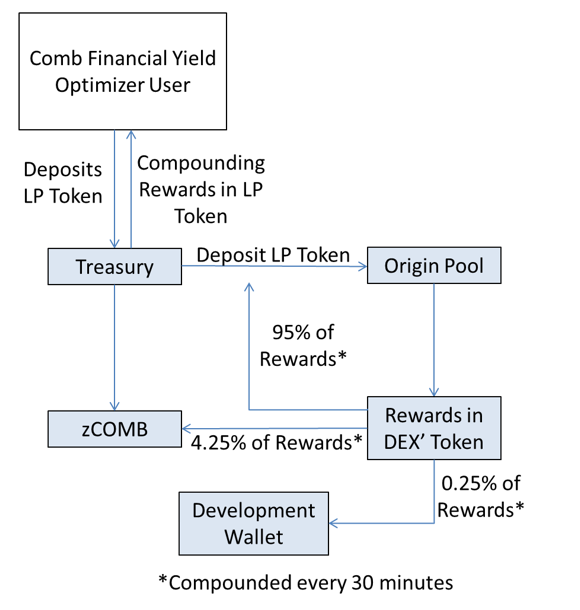 Comb Financial Yield
Optimizer User
Deposits
LP Token
Compounding
Rewards in LP
Token
Treasury
Deposit LP Token
Origin Pool
95% of
Rewards*
zCOMB
4.25% of Rewards*
Rewards in
DEX’ Token
0.25% of
Rewards*
Development
Wallet
*Compounded every 30 minutes